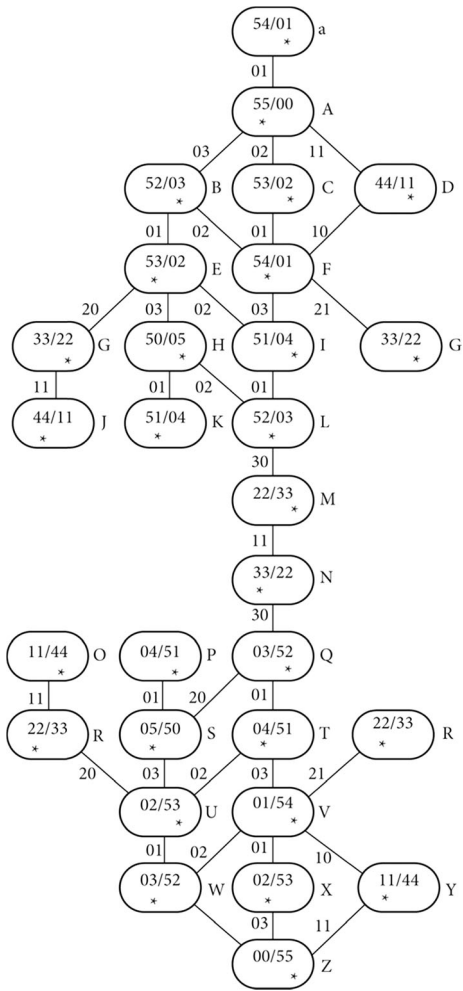 54/01 a
*
01
55/00 A
*
03 02 11
52/03 B 53/02 C 44/11 D
* * *
01 02 01 10
53/02 E 54/01 F
* *
20 03 02 03 21
33/22 G 50/05 H 51/04 I 33/22 G
* * * *
11 01 02 01
44/11 J 51/04 K 52/03 L
* * *
30
22/33 M
*
11
33/22 N
*
30
11/44 O 04/51 P 03/52 Q
* * *
11 01 20 01
22/33 R 05/50 S 04/51 T 22/33 R
* * * *
20 03 02 03 21
02/53 U 01/54 V
* *
01 02 01 10
03/52 W 02/53 X 11/44 Y
* * *
03 11
00/55 Z
*